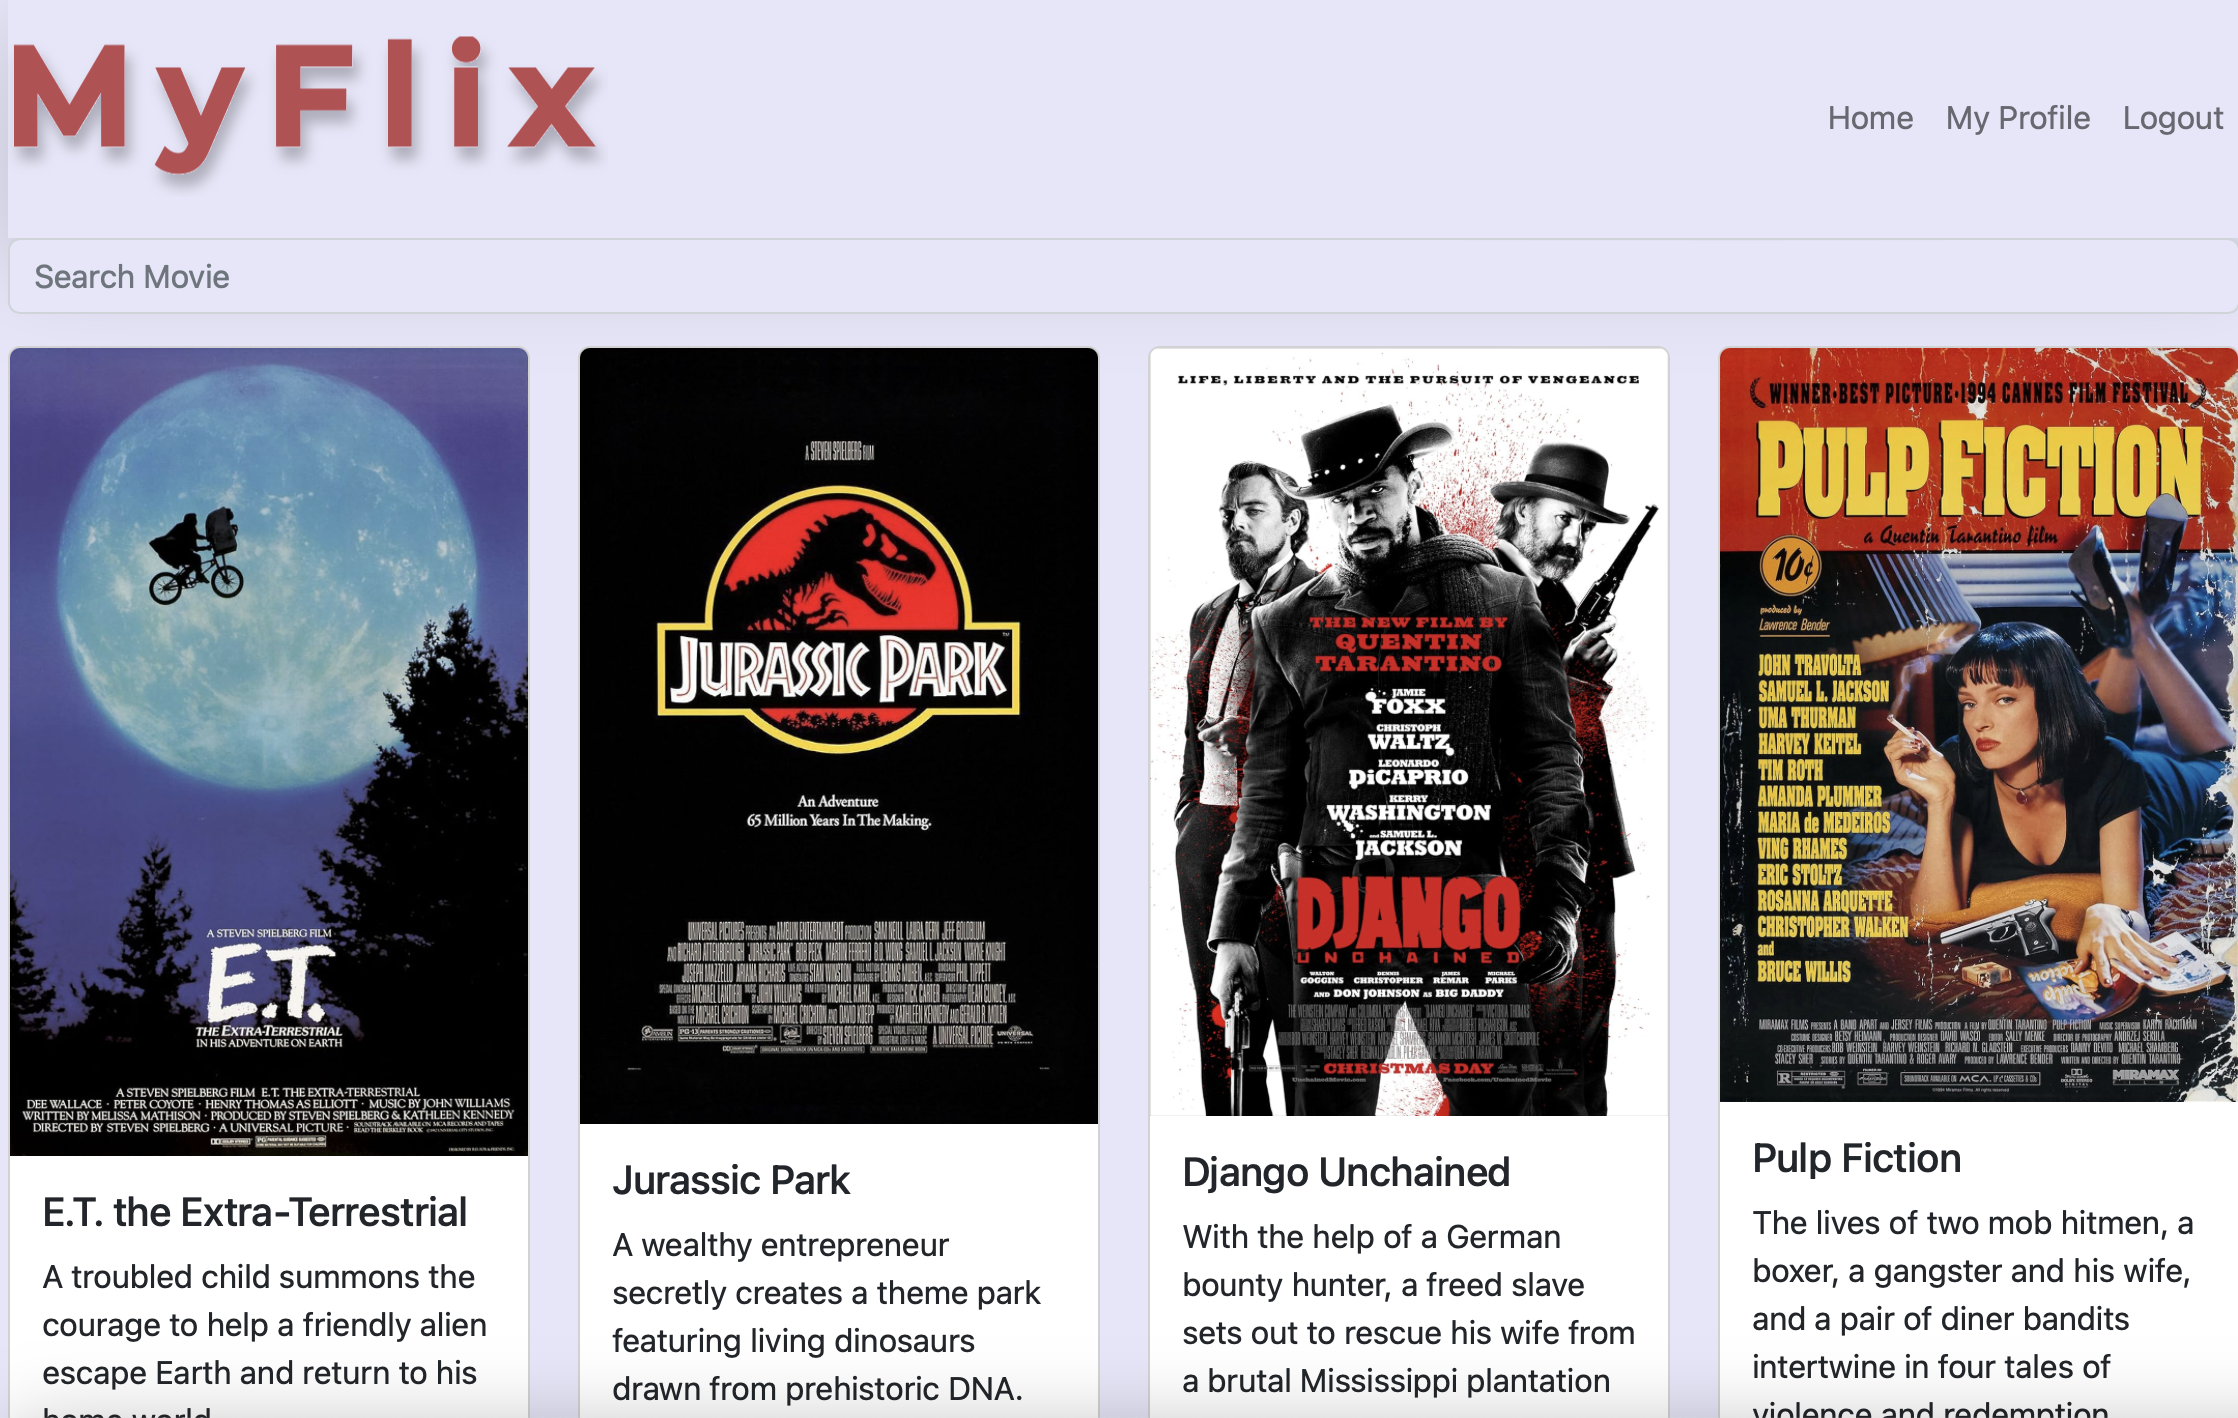 MyFlix
Home My Profile Logout
Search Movie
A STEVEN SPIELBERG FILM
E.T.
THE EXTRA-TERRESTRIAL
IN HIS ADVENTURE ON EARTH
A STEVEN SPIELBERG FILM E.T. THE EXTRA-TERRESTRIAL
DEE WALLACE · PETER COYOTE · HENRY THOMAS AS ELLIOTT · MUSIC BY JOHN WILLIAMS
WRITTEN BY MELISSA MATHISON · PRODUCED BY STEVEN SPIELBERG & KATHLEEN KENNEDY
DIRECTED BY STEVEN SPIELBERG · A UNIVERSAL PICTURE ·
E.T. the Extra-Terrestrial
A troubled child summons the
courage to help a friendly alien
escape Earth and return to his
home world.
A STEVEN SPIELBERG FILM
JURASSIC PARK
An Adventure
65 Million Years In The Making.
Jurassic Park
A wealthy entrepreneur
secretly creates a theme park
featuring living dinosaurs
drawn from prehistoric DNA.
LIFE, LIBERTY AND THE PURSUIT OF VENGEANCE
THE NEW FILM BY
QUENTIN
TARANTINO
JAMIE
FOXX
CHRISTOPH
WALTZ
LEONARDO
DiCAPRIO
KERRY
WASHINGTON
AND SAMUEL L.
JACKSON
DJANGO
UNCHAINED
WALTON GOGGINS DENNIS CHRISTOPHER JAMES REMAR MICHAEL PARKS
AND DON JOHNSON AS BIG DADDY
CHRISTMAS DAY
Django Unchained
With the help of a German
bounty hunter, a freed slave
sets out to rescue his wife from
a brutal Mississippi plantation
WINNER·BEST PICTURE·1994 CANNES FILM FESTIVAL
PULP FICTION
a Quentin Tarantino film
10¢
produced by
Lawrence Bender
JOHN TRAVOLTA
SAMUEL L. JACKSON
UMA THURMAN
HARVEY KEITEL
TIM ROTH
AMANDA PLUMMER
MARIA de MEDEIROS
VING RHAMES
ERIC STOLTZ
ROSANNA ARQUETTE
CHRISTOPHER WALKEN
and
BRUCE WILLIS
MIRAMAX
Pulp Fiction
The lives of two mob hitmen, a
boxer, a gangster and his wife,
and a pair of diner bandits
intertwine in four tales of
violence and redemption.